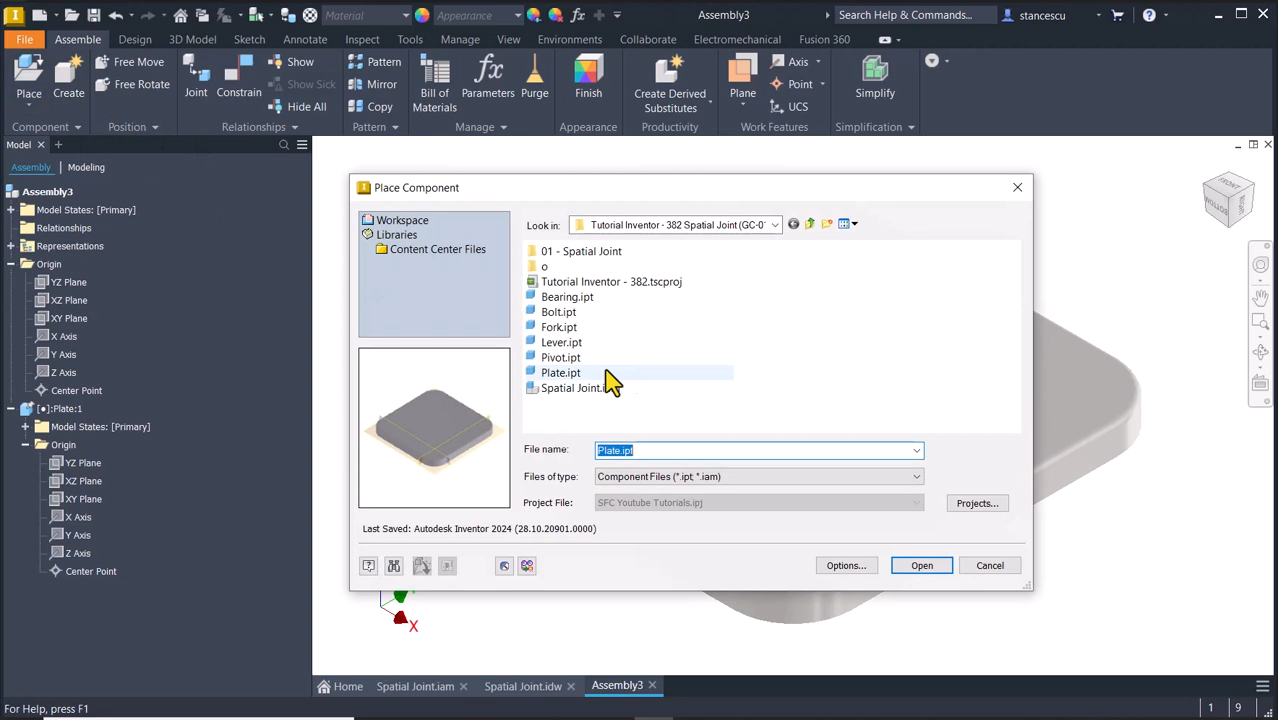 Material
Appearance
Assembly3
Search Help & Commands...
stancescu
File
Assemble
Design
3D Model
Sketch
Annotate
Inspect
Tools
Manage
View
Environments
Collaborate
Electromechanical
Fusion 360
Place
Create
Free Move
Free Rotate
Joint
Constrain
Show
Show Sick
Hide All
Pattern
Mirror
Copy
Bill of Materials
Parameters
Purge
Finish
Create Derived Substitutes
Plane
Axis
Point
UCS
Simplify
Component
Position
Relationships
Pattern
Manage
Appearance
Productivity
Work Features
Simplification
Model
Assembly
Modeling
Assembly3
Model States: [Primary]
Relationships
Representations
Origin
YZ Plane
XZ Plane
XY Plane
X Axis
Y Axis
Z Axis
Center Point
[●]:Plate:1
Model States: [Primary]
Origin
YZ Plane
XZ Plane
XY Plane
X Axis
Y Axis
Z Axis
Center Point
Place Component
Workspace
Libraries
Content Center Files
Look in:
Tutorial Inventor - 382 Spatial Joint (GC-0
01 - Spatial Joint
o
Tutorial Inventor - 382.tscproj
Bearing.ipt
Bolt.ipt
Fork.ipt
Lever.ipt
Pivot.ipt
Plate.ipt
Spatial Joint.i
File name:
Plate.ipt
Files of type:
Component Files (*.ipt; *.iam)
Project File:
SFC Youtube Tutorials.ipj
Projects...
Last Saved: Autodesk Inventor 2024 (28.10.20901.0000)
Options...
Open
Cancel
FRONT
BOTTOM
X
Home
Spatial Joint.iam
Spatial Joint.idw
Assembly3
For Help, press F1
1
9